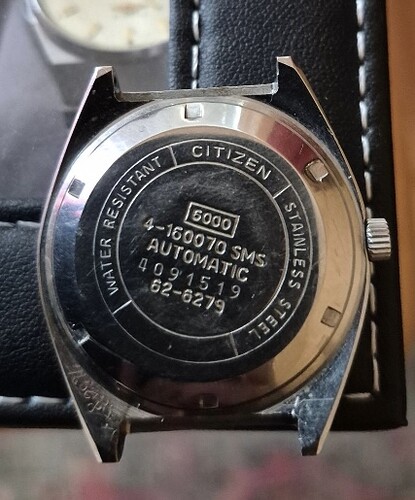 WATER RESISTANT
CITIZEN
STAINLESS STEEL
6000
4-160070 SMS
AUTOMATIC
4091519
62-6279